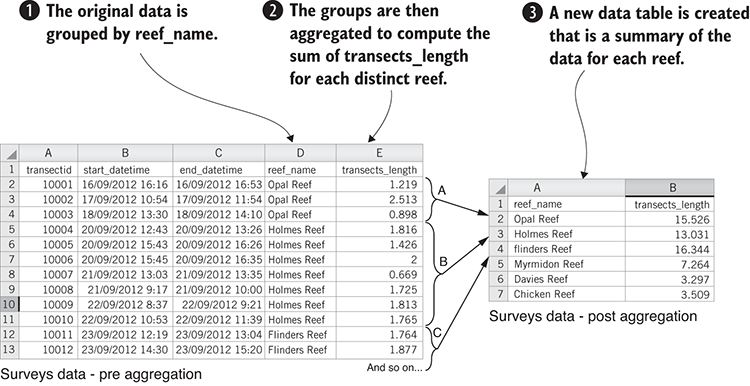 1 The original data is
grouped by reef_name.
2 The groups are then
aggregated to compute the
sum of transects_length
for each distinct reef.
3 A new data table is created
that is a summary of the
data for each reef.
A B C D E
1 transectid start_datetime end_datetime reef_name transects_length
2 10001 16/09/2012 16:16 16/09/2012 16:53 Opal Reef 1.219
3 10002 17/09/2012 10:54 17/09/2012 11:54 Opal Reef 2.513
4 10003 18/09/2012 13:30 18/09/2012 14:10 Opal Reef 0.898
5 10004 20/09/2012 12:43 20/09/2012 13:26 Holmes Reef 1.816
6 10005 20/09/2012 15:43 20/09/2012 16:26 Holmes Reef 1.426
7 10006 20/09/2012 15:45 20/09/2012 16:35 Holmes Reef 2
8 10007 21/09/2012 13:03 21/09/2012 13:35 Holmes Reef 0.669
9 10008 21/09/2012 9:17 21/09/2012 10:00 Holmes Reef 1.725
10 10009 22/09/2012 8:37 22/09/2012 9:21 Holmes Reef 1.813
11 10010 22/09/2012 10:53 22/09/2012 11:39 Holmes Reef 1.765
12 10011 23/09/2012 12:19 23/09/2012 13:04 Flinders Reef 1.764
13 10012 23/09/2012 14:30 23/09/2012 15:20 Flinders Reef 1.877
Surveys data - pre aggregation
A
B
C
And so on...
A B
1 reef_name transects_length
2 Opal Reef 15.526
3 Holmes Reef 13.031
4 flinders Reef 16.344
5 Myrmidon Reef 7.264
6 Davies Reef 3.297
7 Chicken Reef 3.509
Surveys data - post aggregation